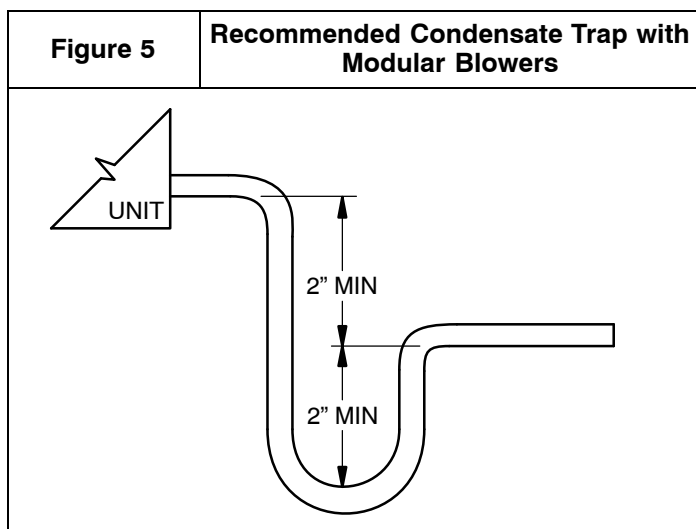 Figure 5
Recommended Condensate Trap with
Modular Blowers
UNIT
2” MIN
2” MIN